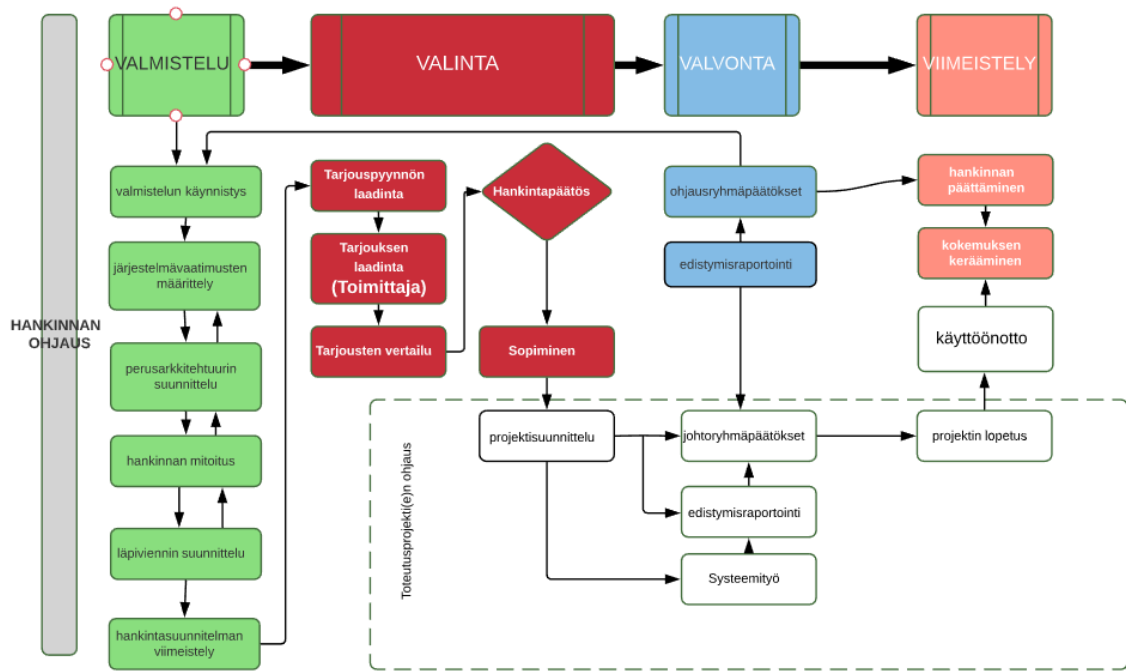 VALMISTELU
VALINTA
VALVONTA
VIIMEISTELY
HANKINNAN
OHJAUS
valmistelun käynnistys
järjestelmävaatimusten
määrittely
perusarkkitehtuurin
suunnittelu
hankinnan mitoitus
läpiviennin suunnittelu
hankintasuunnitelman
viimeistely
Tarjouspyynnön
laadinta
Tarjouksen
laadinta
(Toimittaja)
Tarjousten vertailu
Hankintapäätös
Sopiminen
ohjausryhmäpäätökset
edistymisraportointi
hankinnan
päättäminen
kokemuksen
kerääminen
käyttöönotto
Toteutusprojekti(e)n ohjaus
projektisuunnittelu
johtoryhmäpäätökset
projektin lopetus
edistymisraportointi
Systeemityö